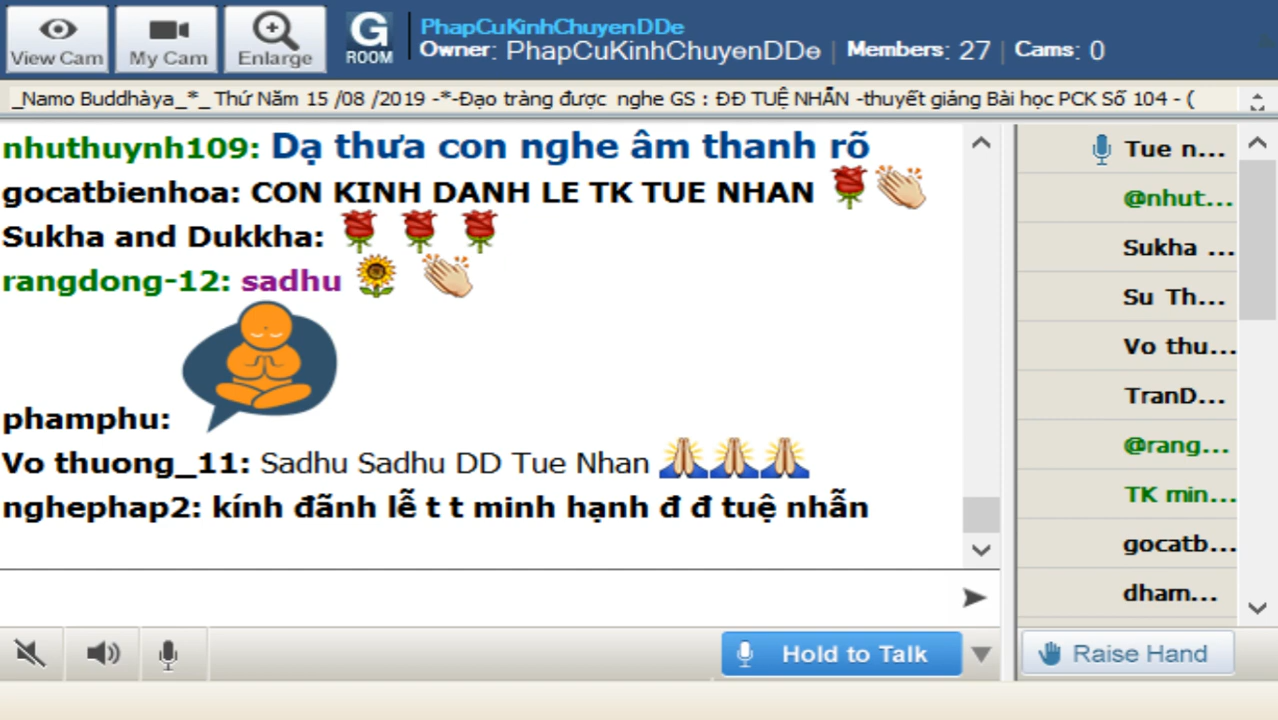 PhapCuKinhChuyenDDe
View Cam My Cam Enlarge G ROOM Owner: PhapCuKinhChuyenDDe | Members: 27 | Cams: 0
_Namo Buddhàya_*_ Thứ Năm 15 /08 /2019 -*-Đạo tràng được nghe GS : ĐĐ TUỆ NHẪN -thuyết giảng Bài học PCK Số 104 - (
nhuthuynh109: Dạ thưa con nghe âm thanh rõ
gocatbienhoa: CON KINH DANH LE TK TUE NHAN
Sukha and Dukkha:
rangdong-12: sadhu
phamphu:
Vo thuong_11: Sadhu Sadhu DD Tue Nhan
nghephap2: kính đãnh lễ t t minh hạnh đ đ tuệ nhẫn
Tue n...
@nhut...
Sukha ...
Su Th...
Vo thu...
TranD...
@rang...
TK min...
gocatb...
dham...
Hold to Talk
Raise Hand